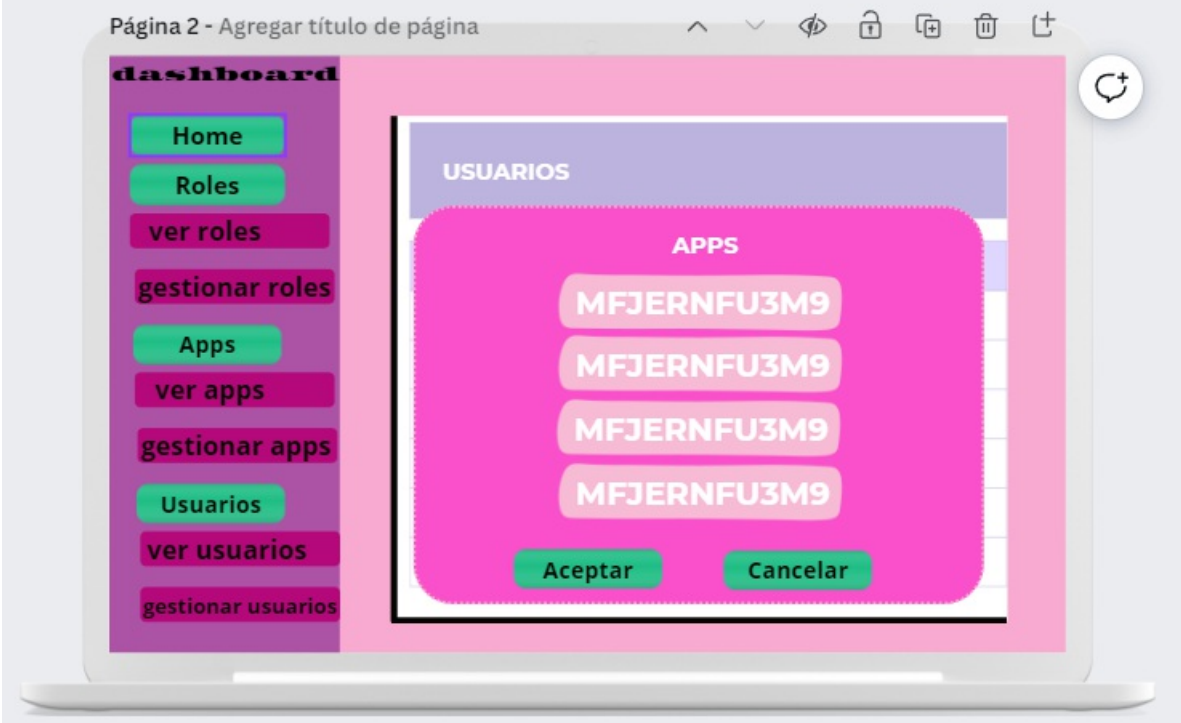 Página 2 - Agregar título de página
dashboard
Home
Roles
ver roles
gestionar roles
Apps
ver apps
gestionar apps
Usuarios
ver usuarios
gestionar usuarios
USUARIOS
APPS
MFJERNFU3M9
MFJERNFU3M9
MFJERNFU3M9
MFJERNFU3M9
Aceptar
Cancelar